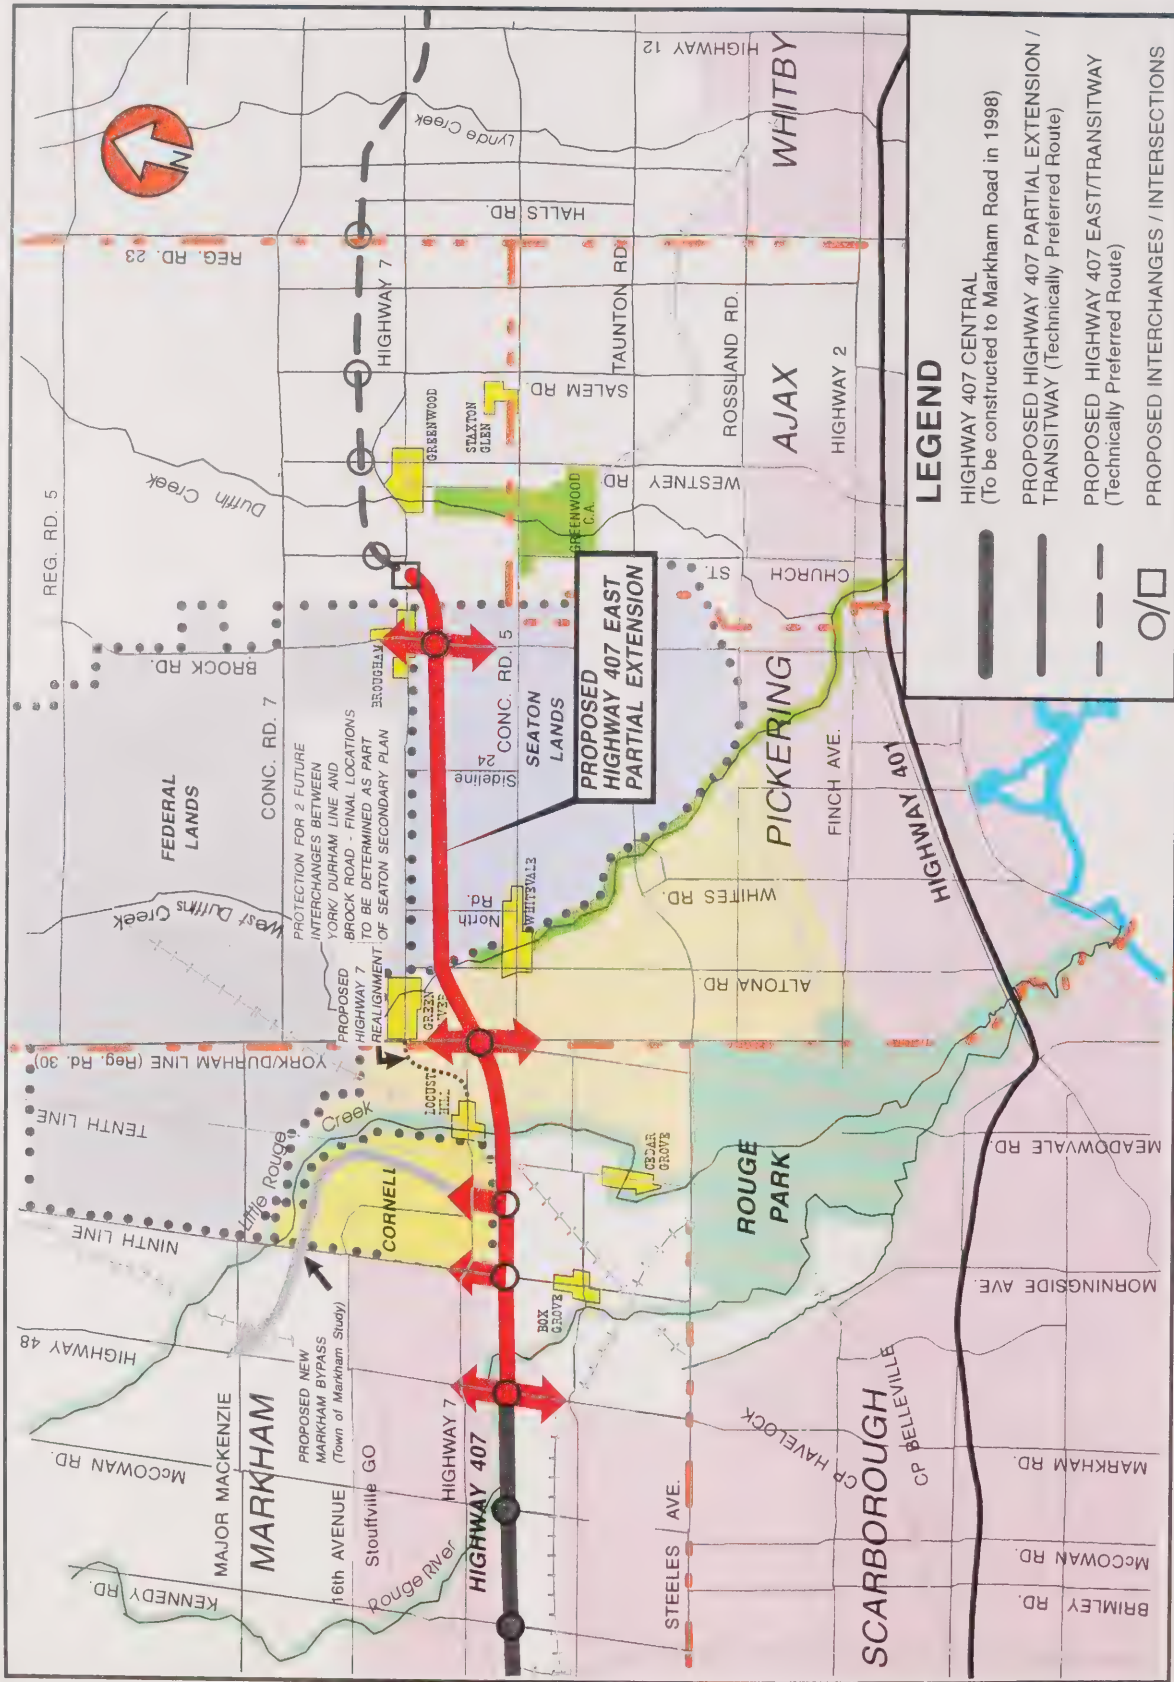 N
REG. RD. 5
REG. RD. 23
HIGHWAY 12
WHITBY
Lynde Creek
HALLS RD.
HIGHWAY 7
TAUNTON RD.
SALEM RD.
ROSSLAND RD.
AJAX
HIGHWAY 2
GREENWOOD
STAXTON
GLEN
WESTNEY RD
GREENWOOD
C.A.
Duffin Creek
CHURCH ST.
BROCK RD.
BROUGHAM
FEDERAL
LANDS
CONC. RD. 7
West Duffins Creek
PROTECTION FOR 2 FUTURE
INTERCHANGES BETWEEN
YORK/ DURHAM LINE AND
BROCK ROAD - FINAL LOCATIONS
TO BE DETERMINED AS PART
OF SEATON SECONDARY PLAN
PROPOSED
HIGHWAY 7
REALIGNMENT
CONC. RD. 5
Sideline
24
SEATON
LANDS
PROPOSED
HIGHWAY 407 EAST
PARTIAL EXTENSION
North
Rd.
WHITEVALE
GREEN
RIVER
PICKERING
FINCH AVE.
WHITES RD.
ALTONA RD.
HIGHWAY 401
YORK/DURHAM LINE (Reg. Rd. 30)
TENTH LINE
Little Rouge Creek
LOCUST
HILL
CORNELL
CEDAR
GROVE
ROUGE
PARK
MEADOWVALE RD.
NINTH LINE
BOX
GROVE
MORNINGSIDE AVE.
HIGHWAY 48
PROPOSED NEW
MARKHAM BYPASS
(Town of Markham Study)
MAJOR MACKENZIE
MARKHAM
McCOWAN RD.
16th AVENUE
Stouffville GO
HIGHWAY 7
HIGHWAY 407
KENNEDY RD.
Rouge River
STEELES AVE.
CP HAVELOCK
CP BELLEVILLE
SCARBOROUGH
MARKHAM RD.
McCOWAN RD.
BRIMLEY RD.
LEGEND
HIGHWAY 407 CENTRAL
(To be constructed to Markham Road in 1998)
PROPOSED HIGHWAY 407 PARTIAL EXTENSION /
TRANSITWAY (Technically Preferred Route)
PROPOSED HIGHWAY 407 EAST/TRANSITWAY
(Technically Preferred Route)
PROPOSED INTERCHANGES / INTERSECTIONS